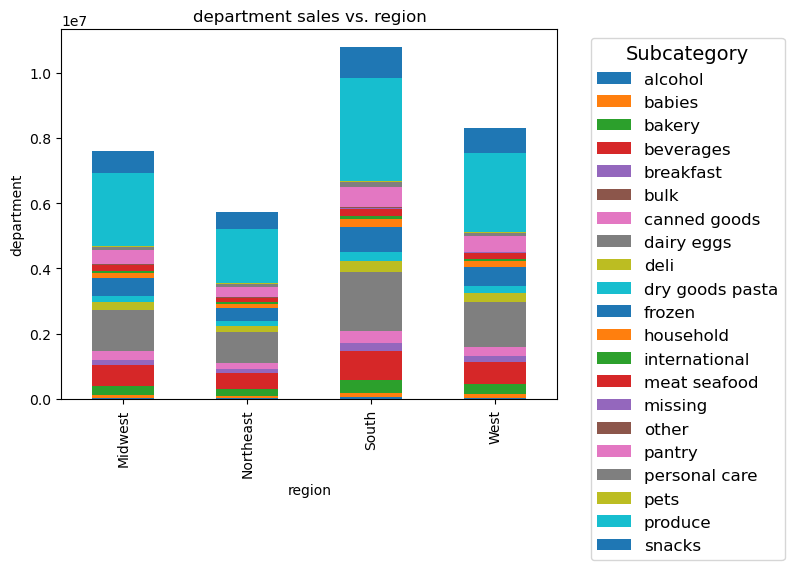 department sales vs. region
1e7
1.0
0.8
0.6
0.4
0.2
0.0
department
Midwest
Northeast
South
West
region
Subcategory
alcohol
babies
bakery
beverages
breakfast
bulk
canned goods
dairy eggs
deli
dry goods pasta
frozen
household
international
meat seafood
missing
other
pantry
personal care
pets
produce
snacks